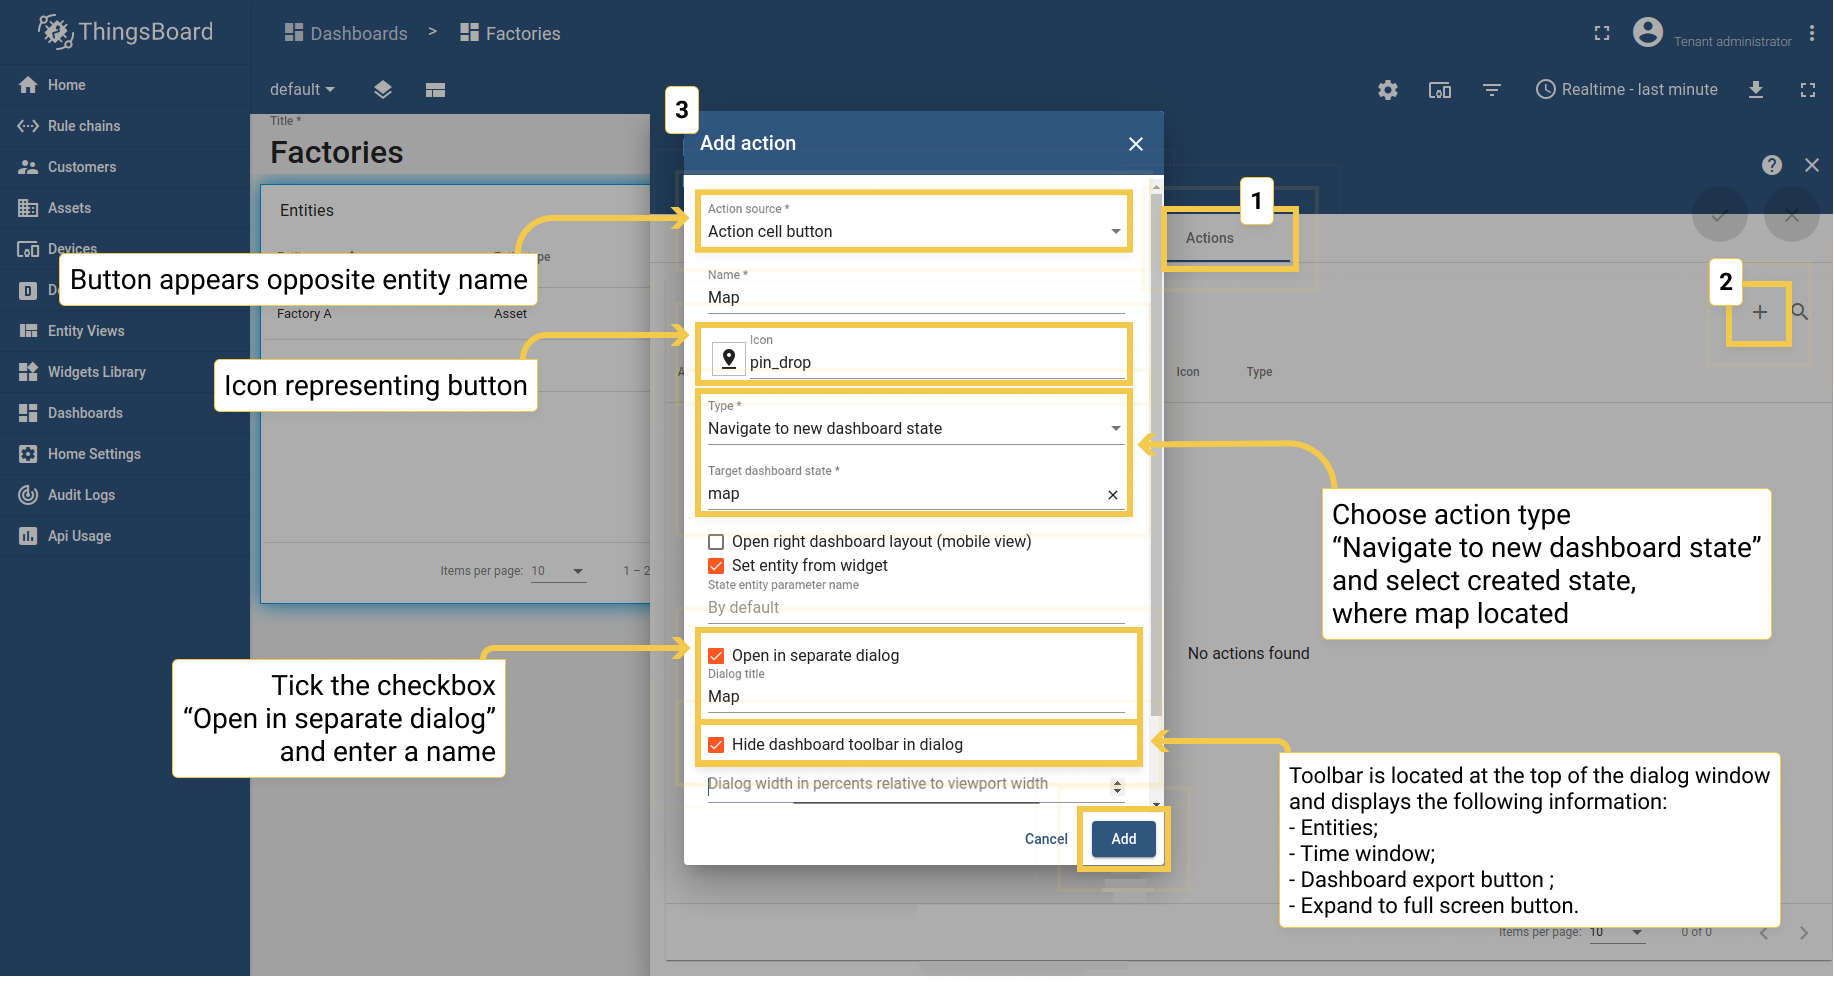 ThingsBoard
Dashboards > Factories
Tenant administrator
Home
Rule chains
Customers
Assets
Devices
D
Entity Views
Widgets Library
Dashboards
Home Settings
Audit Logs
Api Usage
default
Realtime - last minute
Title *
Factories
Entities
pe
Factory A
Asset
Items per page: 10
1 – 2
Button appears opposite entity name
Icon representing button
Tick the checkbox
“Open in separate dialog”
and enter a name
3
Add action
Action source *
Action cell button
Name *
Map
Icon
pin_drop
Type *
Navigate to new dashboard state
Target dashboard state *
map
Open right dashboard layout (mobile view)
Set entity from widget
State entity parameter name
By default
Open in separate dialog
Dialog title
Map
Hide dashboard toolbar in dialog
Dialog width in percents relative to viewport width
Cancel
Add
1
Actions
2
A
Icon
Type
Choose action type
“Navigate to new dashboard state”
and select created state,
where map located
No actions found
Toolbar is located at the top of the dialog window
and displays the following information:
- Entities;
- Time window;
- Dashboard export button ;
- Expand to full screen button.
Items per page: 10
0 of 0